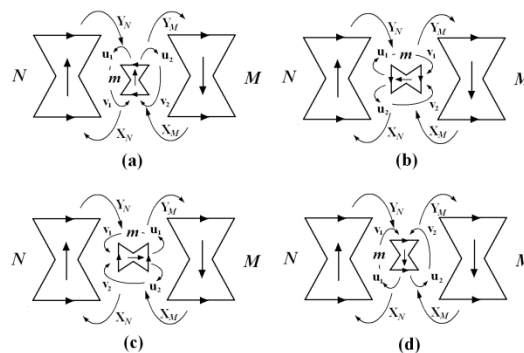 Y_N Y_M
u_1 u_2
N m M
v_1 v_2
X_N X_M
(a)
Y_N Y_M
u_1 m v_1
N M
u_2 v_2
X_N X_M
(b)
Y_N Y_M
v_1 m u_1
N M
v_2 u_2
X_N X_M
(c)
Y_N Y_M
v_1 v_2
N m M
u_1 u_2
X_N X_M
(d)